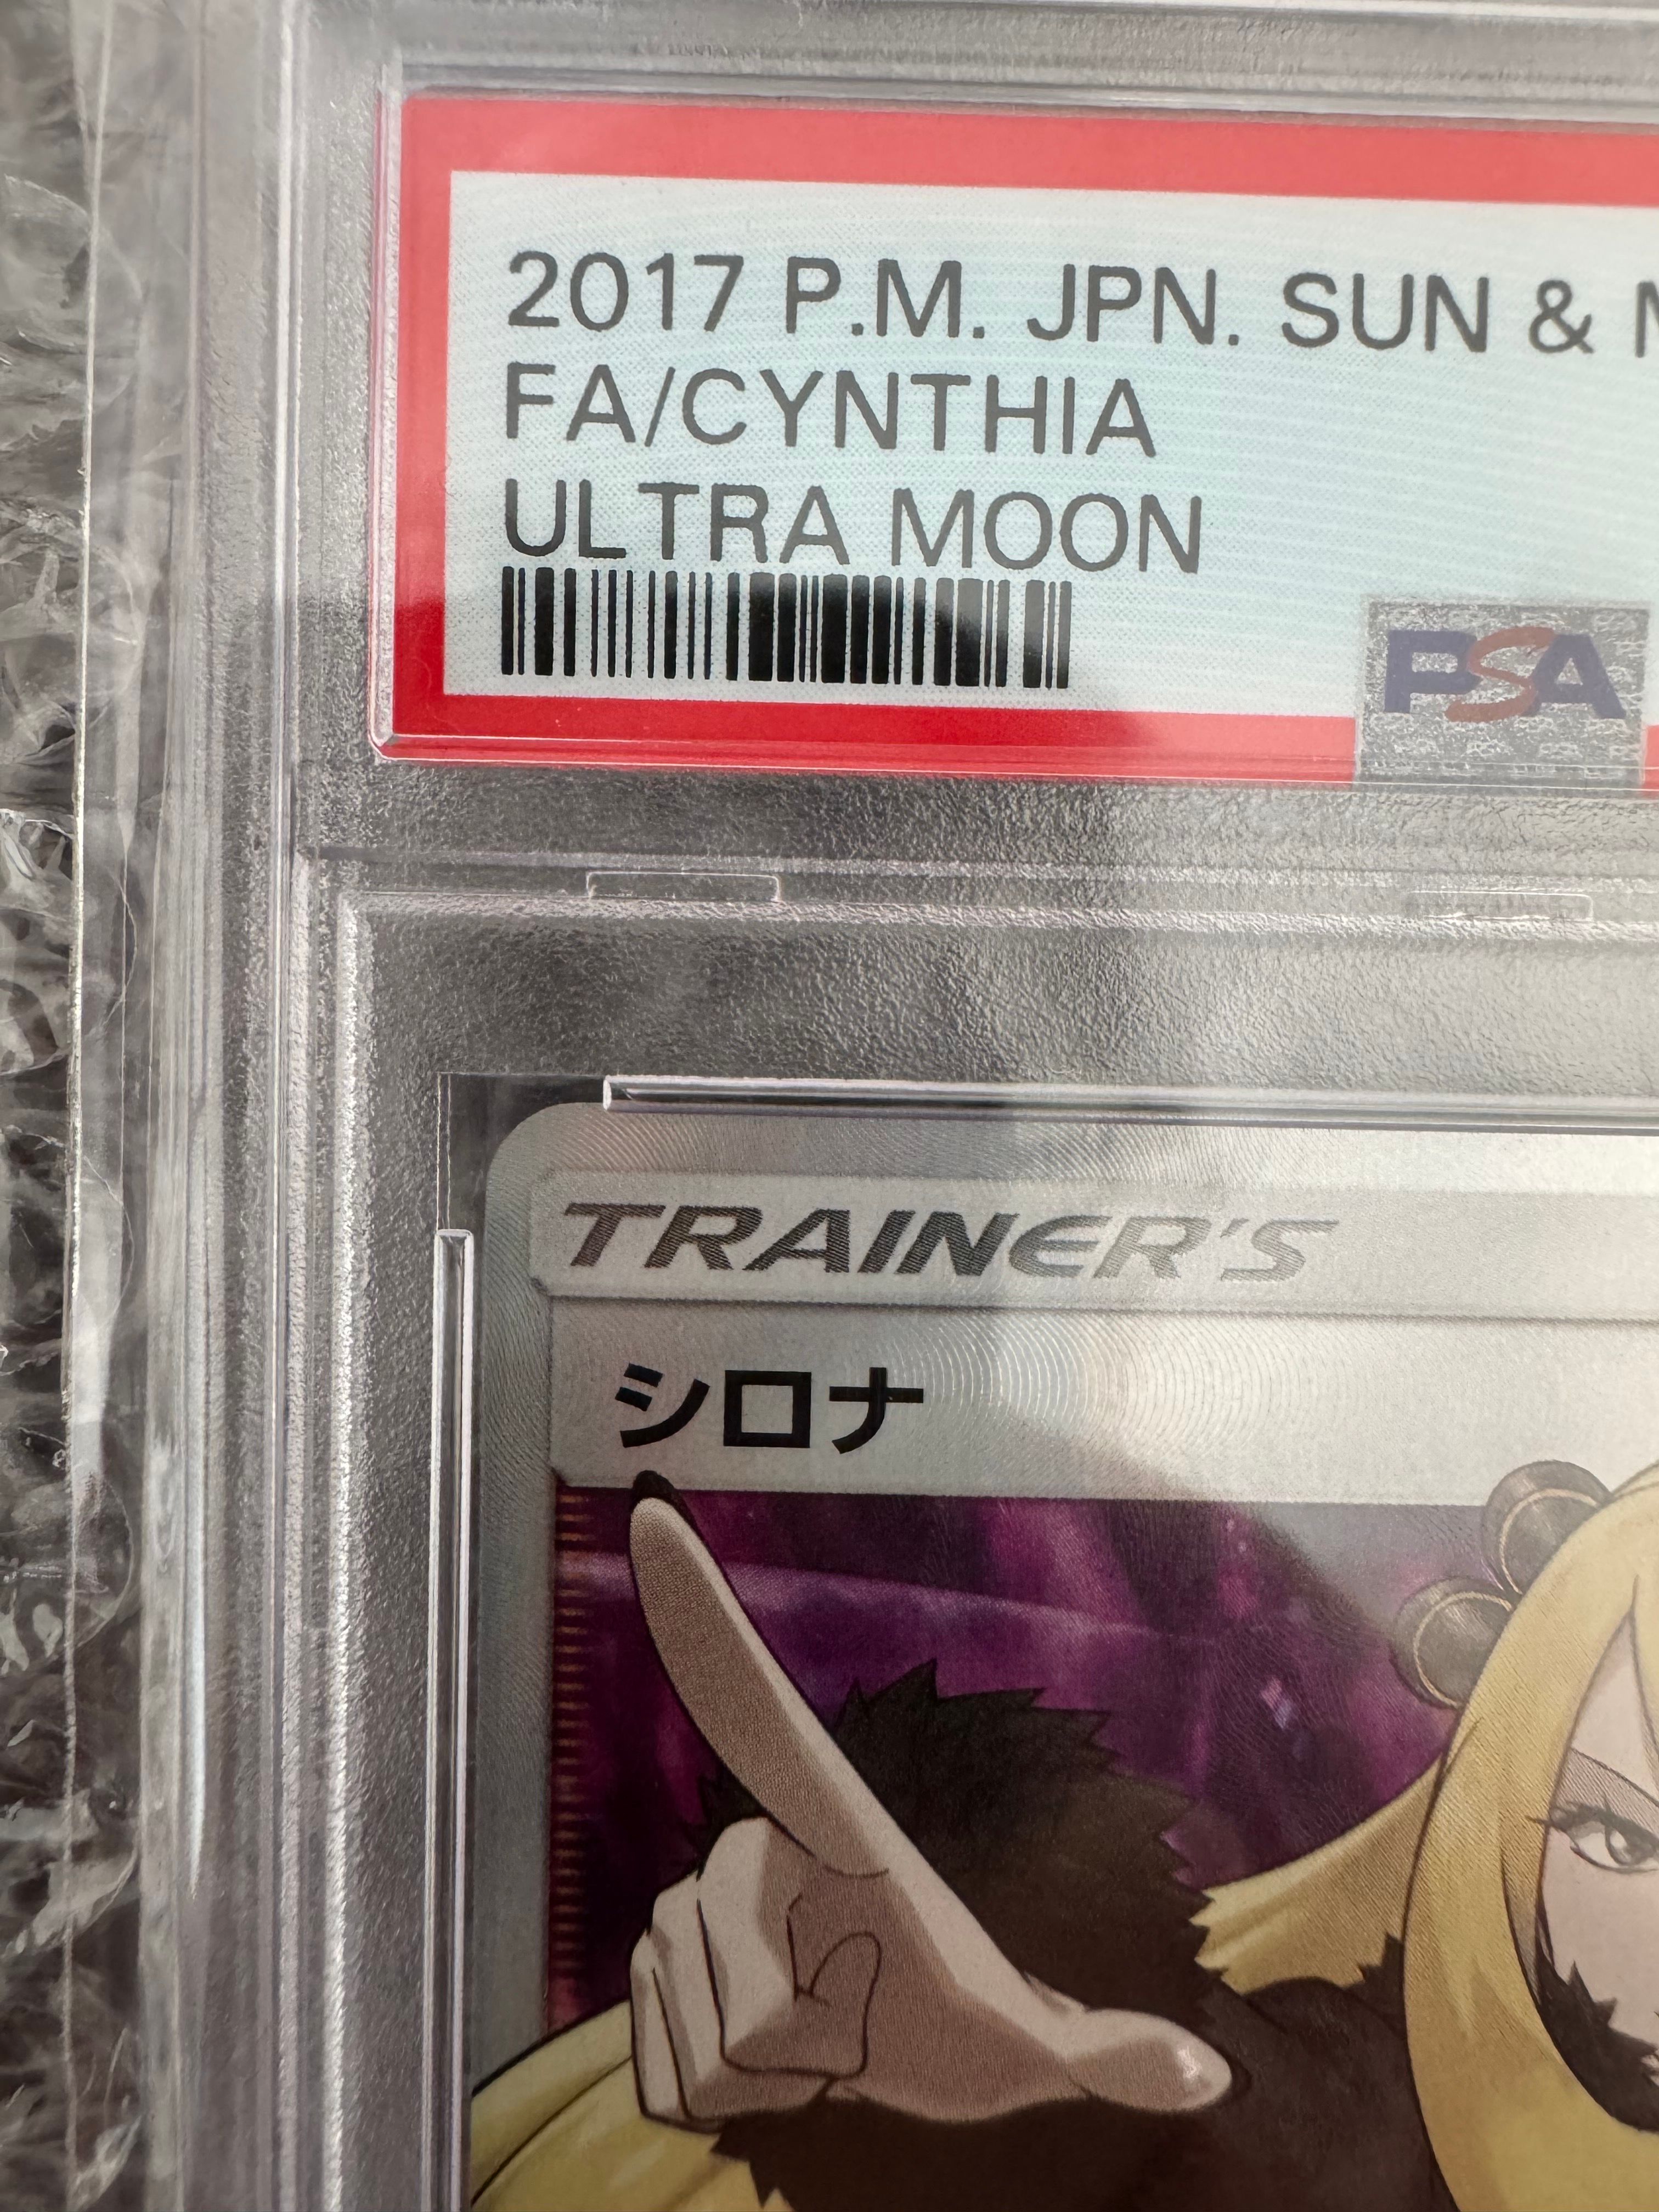 2017 P.M. JPN. SUN &
FA/CYNTHIA
ULTRA MOON
PSA
TRAINER'S
シロナ